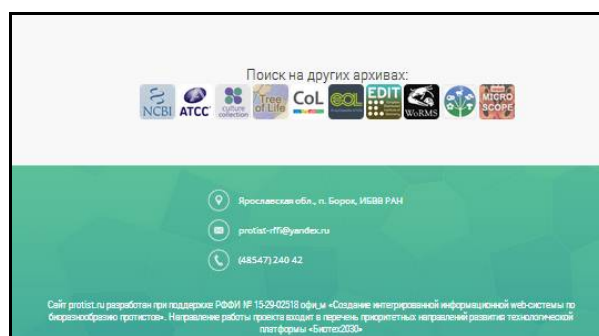 Поиск на других архивах:
NCBI ATCC culture collection Tree of Life CoL EOL EDIT WoRMS MICRO SCOPE
Ярославская обл., п. Борок, ИБВВ РАН
protist-rffi@yandex.ru
(48547) 240 42
Сайт protist.ru разработан при поддержке РФФИ № 15-29-02518 офи_м «Создание интегрированной информационной web-системы по
биоразнообразию протистов». Направление работы проекта входит в перечень приоритетных направлений развития технологической
платформы «Биотех2030»